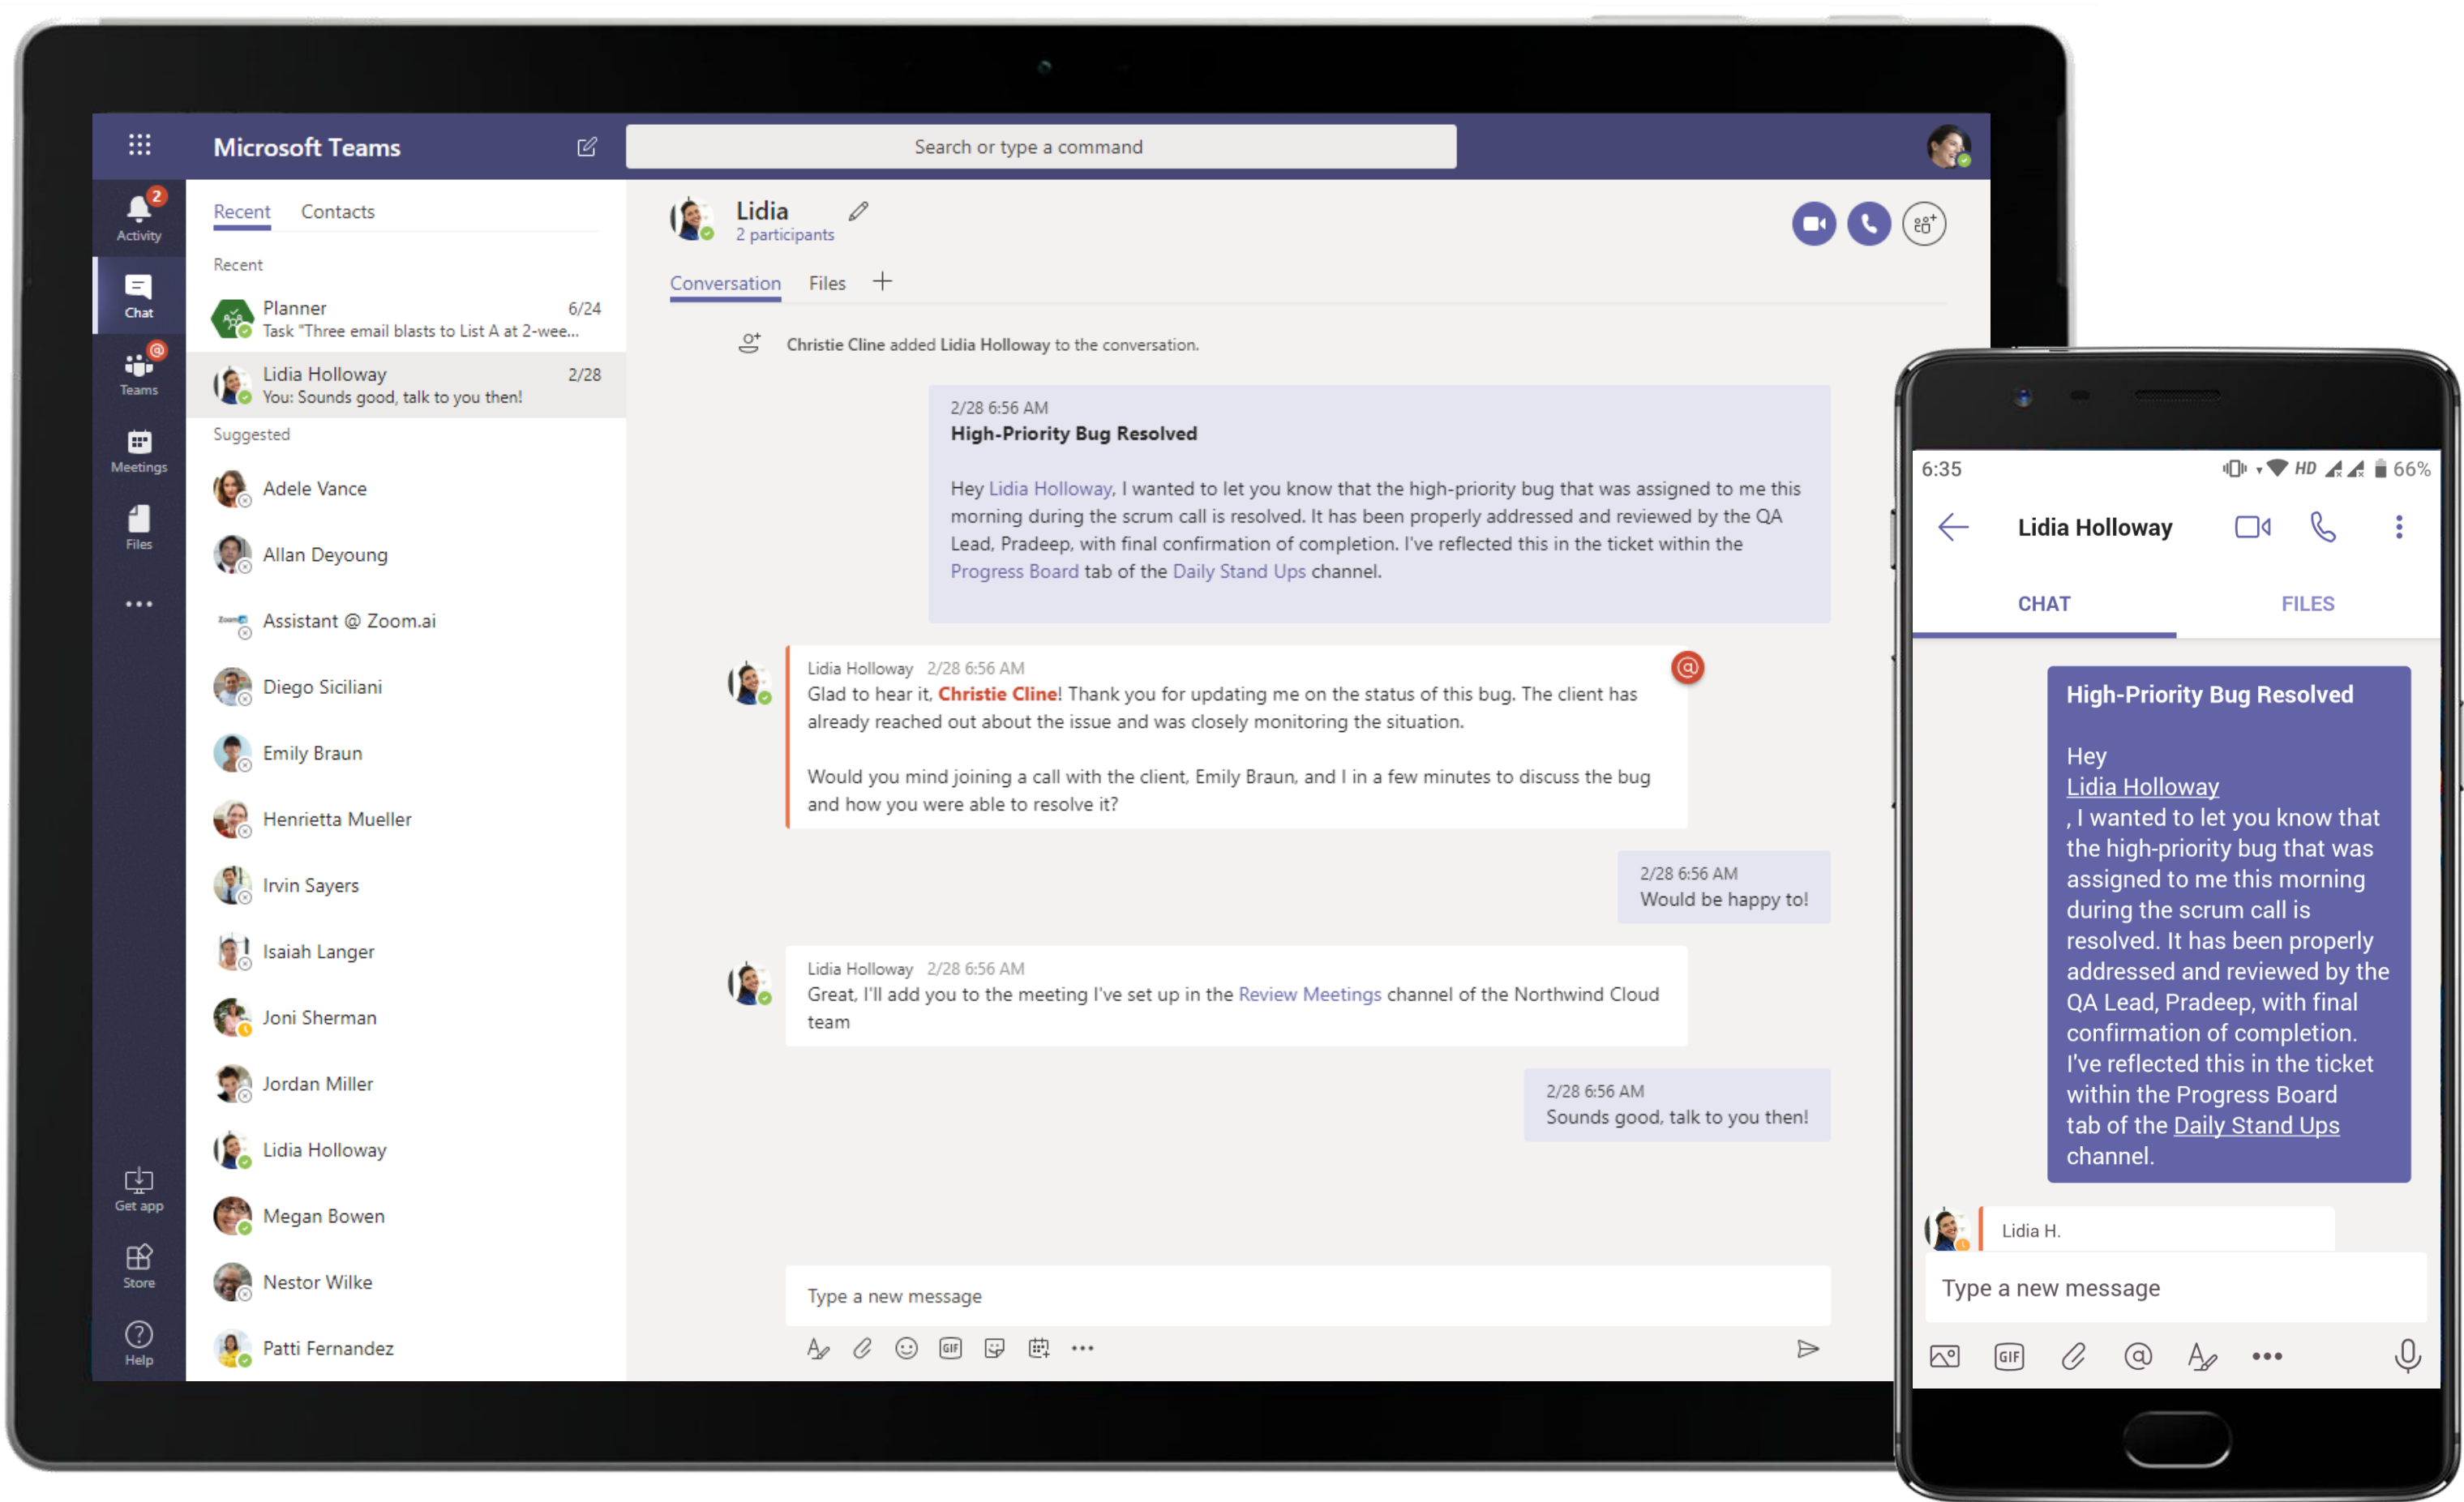 Microsoft Teams
Search or type a command
2
Activity
Chat
@
Teams
Meetings
Files
Get app
Store
Help
Recent Contacts
Recent
Planner 6/24
Task "Three email blasts to List A at 2-wee...
Lidia Holloway 2/28
You: Sounds good, talk to you then!
Suggested
Adele Vance
Allan Deyoung
Zoom
Assistant @ Zoom.ai
Diego Siciliani
Emily Braun
Henrietta Mueller
Irvin Sayers
Isaiah Langer
Joni Sherman
Jordan Miller
Lidia Holloway
Megan Bowen
Nestor Wilke
Patti Fernandez
Lidia
2 participants
Conversation Files
Christie Cline added Lidia Holloway to the conversation.
2/28 6:56 AM
High-Priority Bug Resolved
Hey Lidia Holloway, I wanted to let you know that the high-priority bug that was assigned to me this
morning during the scrum call is resolved. It has been properly addressed and reviewed by the QA
Lead, Pradeep, with final confirmation of completion. I've reflected this in the ticket within the
Progress Board tab of the Daily Stand Ups channel.
Lidia Holloway 2/28 6:56 AM
@
Glad to hear it, Christie Cline! Thank you for updating me on the status of this bug. The client has
already reached out about the issue and was closely monitoring the situation.
Would you mind joining a call with the client, Emily Braun, and I in a few minutes to discuss the bug
and how you were able to resolve it?
2/28 6:56 AM
Would be happy to!
Lidia Holloway 2/28 6:56 AM
Great, I'll add you to the meeting I've set up in the Review Meetings channel of the Northwind Cloud
team
2/28 6:56 AM
Sounds good, talk to you then!
Type a new message
GIF
6:35 HD 66%
Lidia Holloway
CHAT FILES
High-Priority Bug Resolved
Hey
Lidia Holloway
, I wanted to let you know that
the high-priority bug that was
assigned to me this morning
during the scrum call is
resolved. It has been properly
addressed and reviewed by the
QA Lead, Pradeep, with final
confirmation of completion.
I've reflected this in the ticket
within the Progress Board
tab of the Daily Stand Ups
channel.
Lidia H.
Type a new message
GIF @